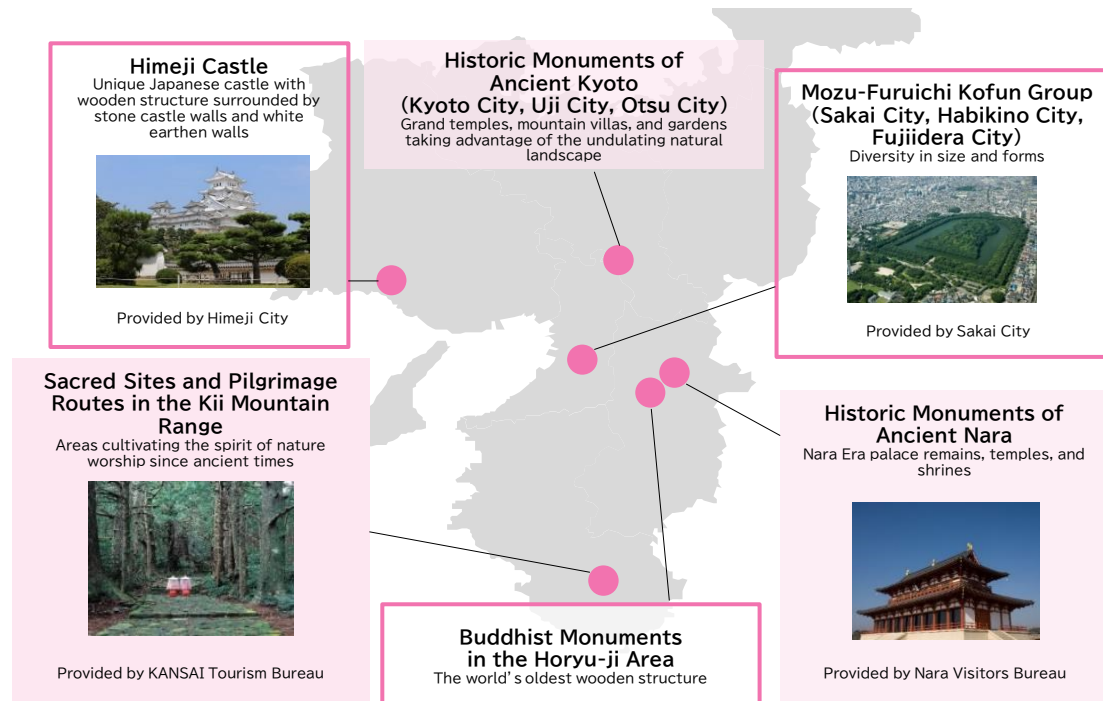 Himeji Castle
Unique Japanese castle with
wooden structure surrounded by
stone castle walls and white
earthen walls
Provided by Himeji City
Historic Monuments of
Ancient Kyoto
(Kyoto City, Uji City, Otsu City)
Grand temples, mountain villas, and gardens
taking advantage of the undulating natural
landscape
Mozu-Furuichi Kofun Group
(Sakai City, Habikino City,
Fujiidera City)
Diversity in size and forms
Provided by Sakai City
Sacred Sites and Pilgrimage
Routes in the Kii Mountain
Range
Areas cultivating the spirit of nature
worship since ancient times
Provided by KANSAI Tourism Bureau
Buddhist Monuments
in the Horyu-ji Area
The world's oldest wooden structure
Historic Monuments of
Ancient Nara
Nara Era palace remains, temples, and
shrines
Provided by Nara Visitors Bureau